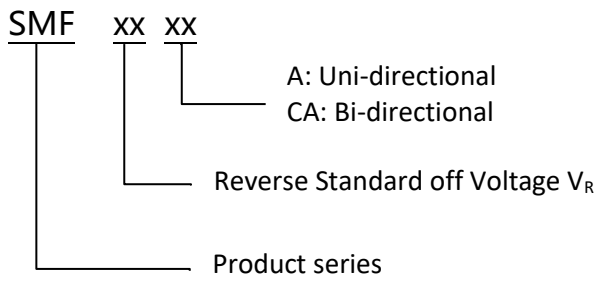 SMF xx xx
A: Uni-directional
CA: Bi-directional
Reverse Standard off Voltage VR
Product series